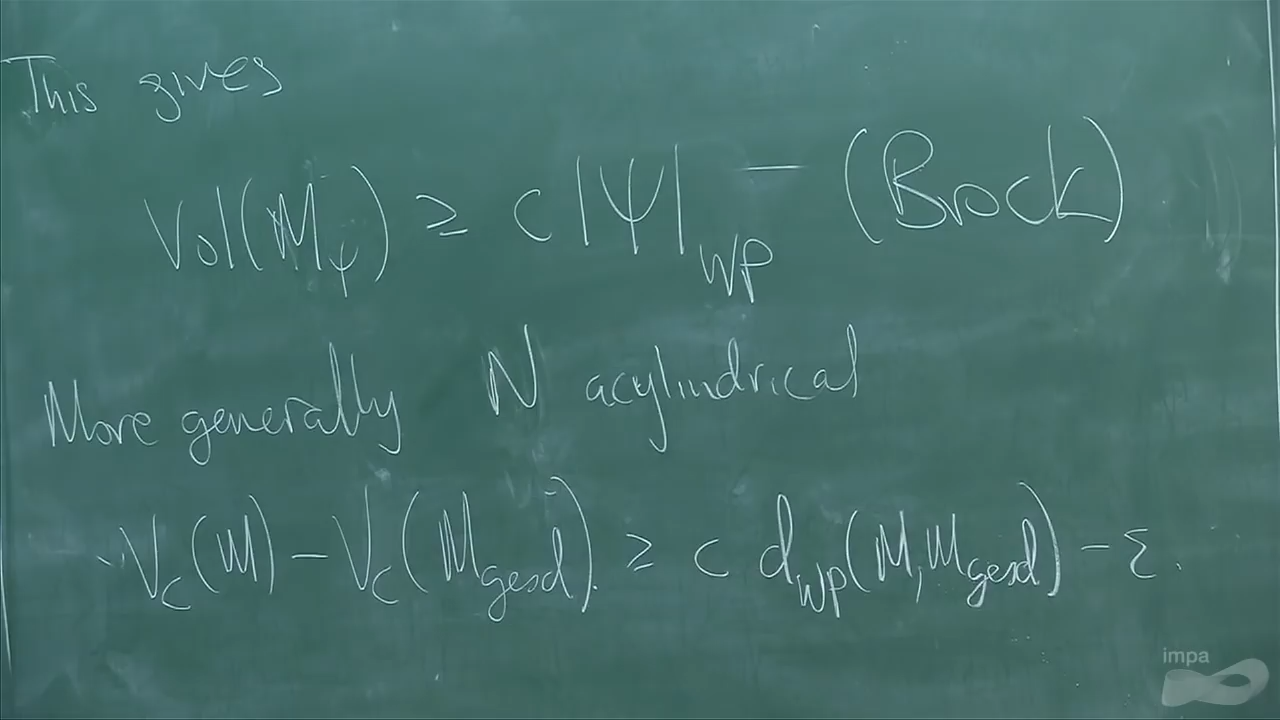 This gives
Vol(M_ψ) ≥ c|Ψ|_WP — (Brock)
More generally N acylindrical
V_C(M) - V_C(M_geod) ≥ c d_WP(M, M_geod) - ε.
impa